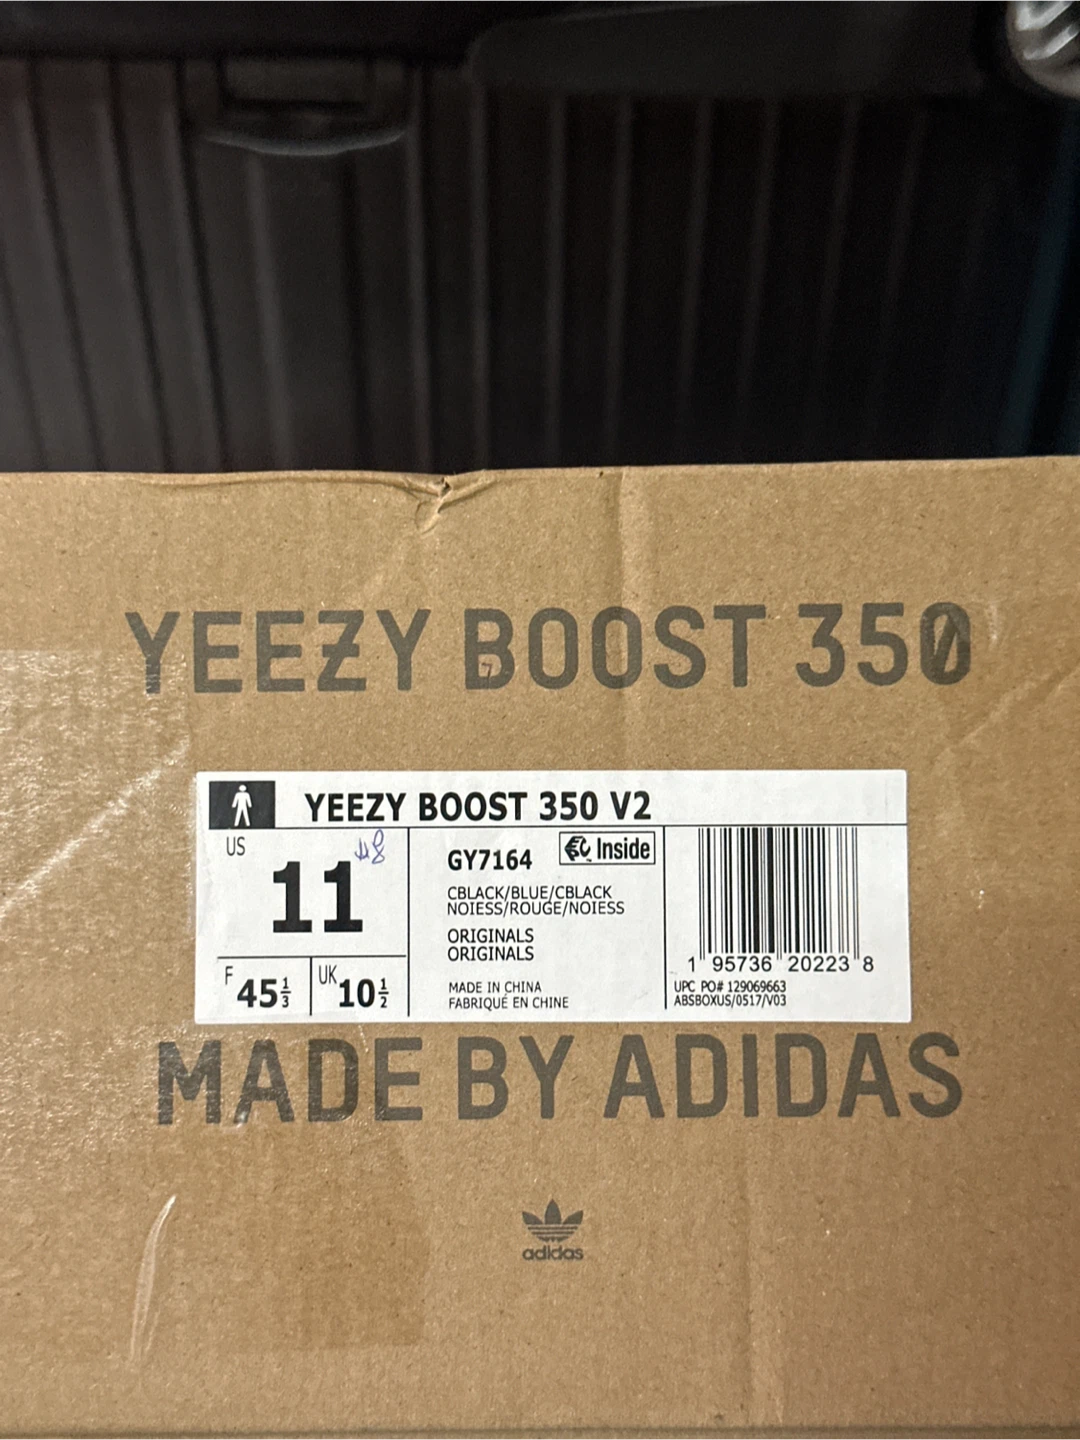 YEEZY BOOST 350
YEEZY BOOST 350 V2
US
11
F 45⅓
UK 10½
GY7164
Inside
CBLACK/BLUE/CBLACK
NOIESS/ROUGE/NOIESS
ORIGINALS
ORIGINALS
MADE IN CHINA
FABRIQUÉ EN CHINE
1 95736 20223 8
UPC PO# 129069663
ABSBOXUS/0517/V03
MADE BY ADIDAS
adidas